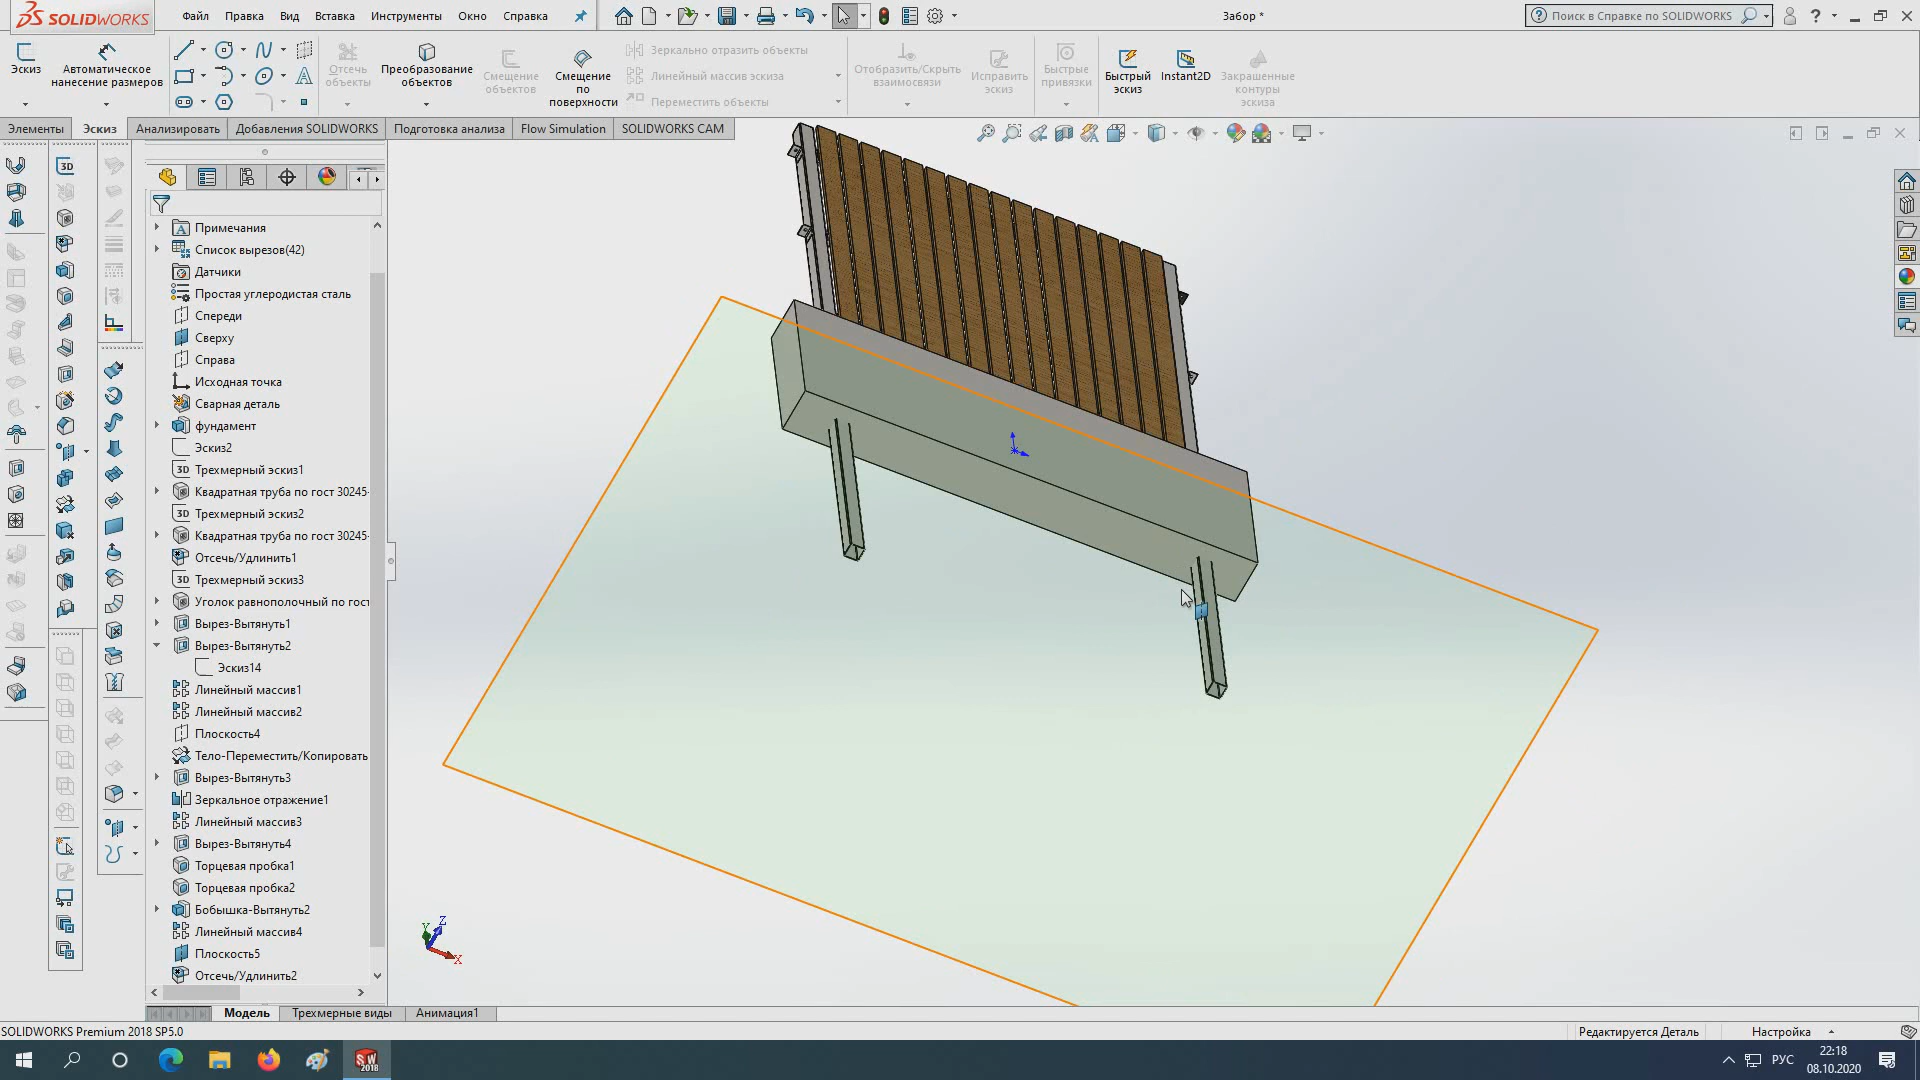 SOLIDWORKS
Файл
Правка
Вид
Вставка
Инструменты
Окно
Справка
Забор *
Поиск в Справке по SOLIDWORKS
Эскиз
Автоматическое
нанесение размеров
Отсечь
объекты
Преобразование
объектов
Смещение
объектов
Смещение
по
поверхности
Зеркально отразить объекты
Линейный массив эскиза
Переместить объекты
Отобразить/Скрыть
взаимосвязи
Исправить
эскиз
Быстрые
привязки
Быстрый
эскиз
Instant2D
Закрашенные
контуры
эскиза
Элементы
Эскиз
Анализировать
Добавления SOLIDWORKS
Подготовка анализа
Flow Simulation
SOLIDWORKS CAM
Примечания
Список вырезов(42)
Датчики
Простая углеродистая сталь
Спереди
Сверху
Справа
Исходная точка
Сварная деталь
фундамент
Эскиз2
3D Трехмерный эскиз1
Квадратная труба по гост 30245-
3D Трехмерный эскиз2
Квадратная труба по гост 30245-
Отсечь/Удлинить1
3D Трехмерный эскиз3
Уголок равнополочный по гост
Вырез-Вытянуть1
Вырез-Вытянуть2
Эскиз14
Линейный массив1
Линейный массив2
Плоскость4
Тело-Переместить/Копировать
Вырез-Вытянуть3
Зеркальное отражение1
Линейный массив3
Вырез-Вытянуть4
Торцевая пробка1
Торцевая пробка2
Бобышка-Вытянуть2
Линейный массив4
Плоскость5
Отсечь/Удлинить2
Y
Z
X
Модель
Трехмерные виды
Анимация1
SOLIDWORKS Premium 2018 SP5.0
Редактируется Деталь
Настройка
SW
2018
РУС
22:18
08.10.2020